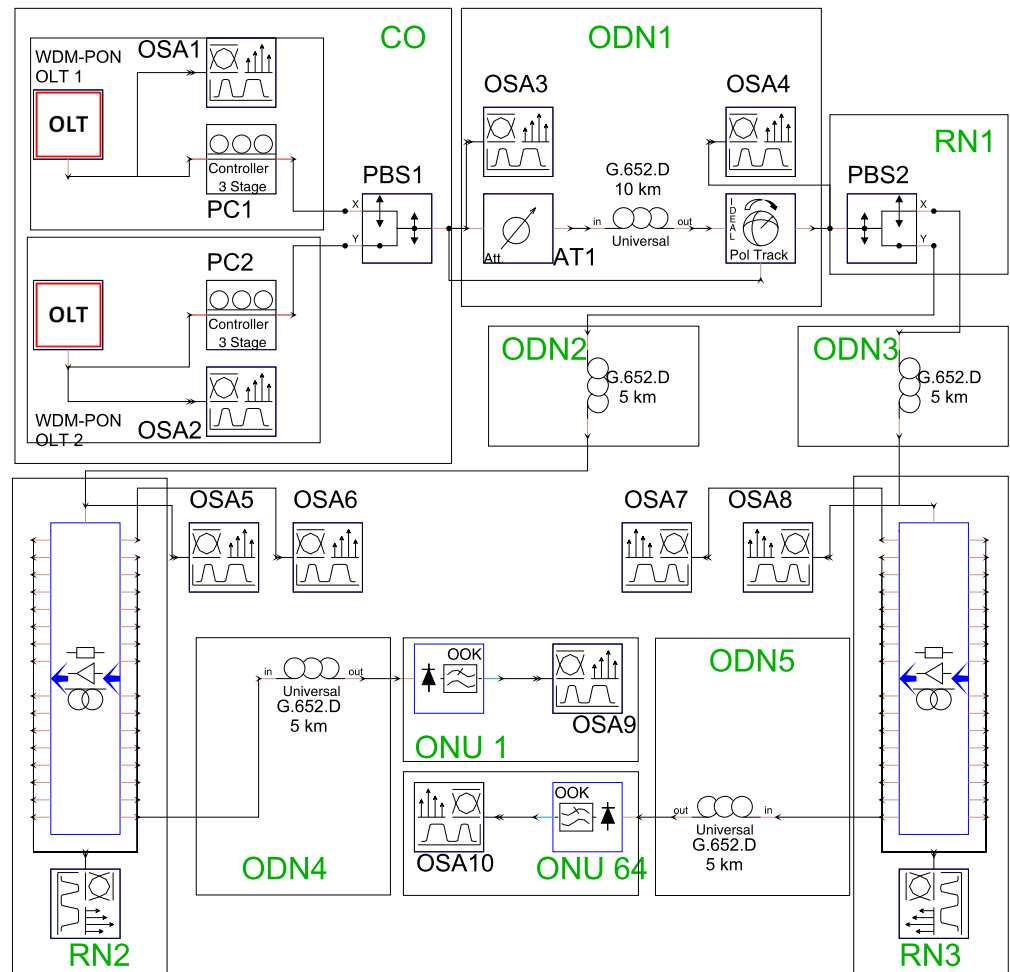 CO
WDM-PON
OLT 1
OLT
OSA1
Controller
3 Stage
PC1
WDM-PON
OLT 2
OLT
PC2
Controller
3 Stage
OSA2
PBS1
X
Y
ODN1
OSA3
OSA4
Att.
AT1
G.652.D
10 km
in
out
Universal
IDEAL
Pol Track
RN1
PBS2
X
Y
ODN2
G.652.D
5 km
ODN3
G.652.D
5 km
OSA5
OSA6
OSA7
OSA8
in
out
Universal
G.652.D
5 km
ODN4
OOK
OSA9
ONU 1
OOK
OSA10
ONU 64
ODN5
out
in
Universal
G.652.D
5 km
RN2
RN3